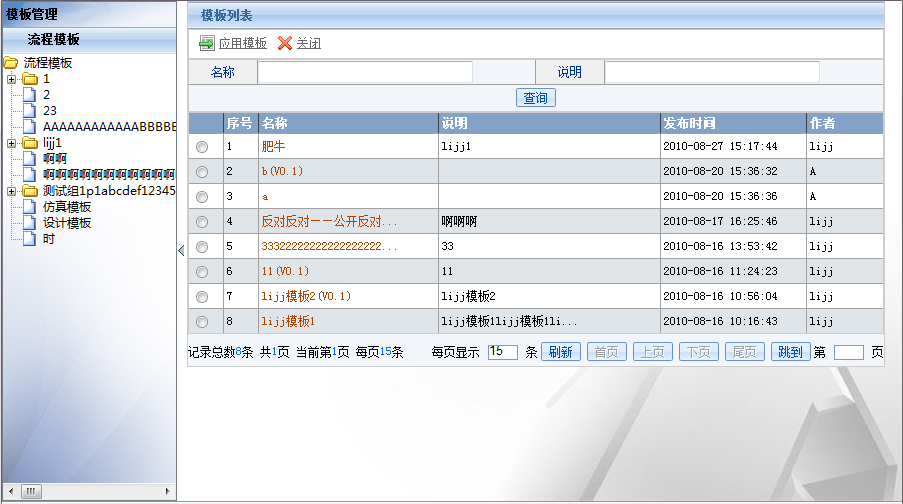 模板管理
流程模板
流程模板
1
2
23
AAAAAAAAAAAABBBBE
lijj1
啊啊
啊啊啊啊啊啊啊啊啊啊啊
测试组1p1abcdef12345
仿真模板
设计模板
时
模板列表
应用模板 关闭
名称 说明
查询
序号 名称 说明 发布时间 作者
1 肥牛 lijj1 2010-08-27 15:17:44 lijj
2 b(V0.1) 2010-08-20 15:36:32 A
3 a 2010-08-20 15:36:36 A
4 反对反对一一公开反对... 啊啊啊 2010-08-17 16:25:46 lijj
5 33322222222222222222... 33 2010-08-16 13:53:42 lijj
6 11(V0.1) 11 2010-08-16 11:24:23 lijj
7 lijj模板2(V0.1) lijj模板2 2010-08-16 10:56:04 lijj
8 lijj模板1 lijj模板1lijj模板1li... 2010-08-16 10:16:43 lijj
记录总数8条 共1页 当前第1页 每页15条 每页显示 15 条 刷新 首页 上页 下页 尾页 跳到 第 页